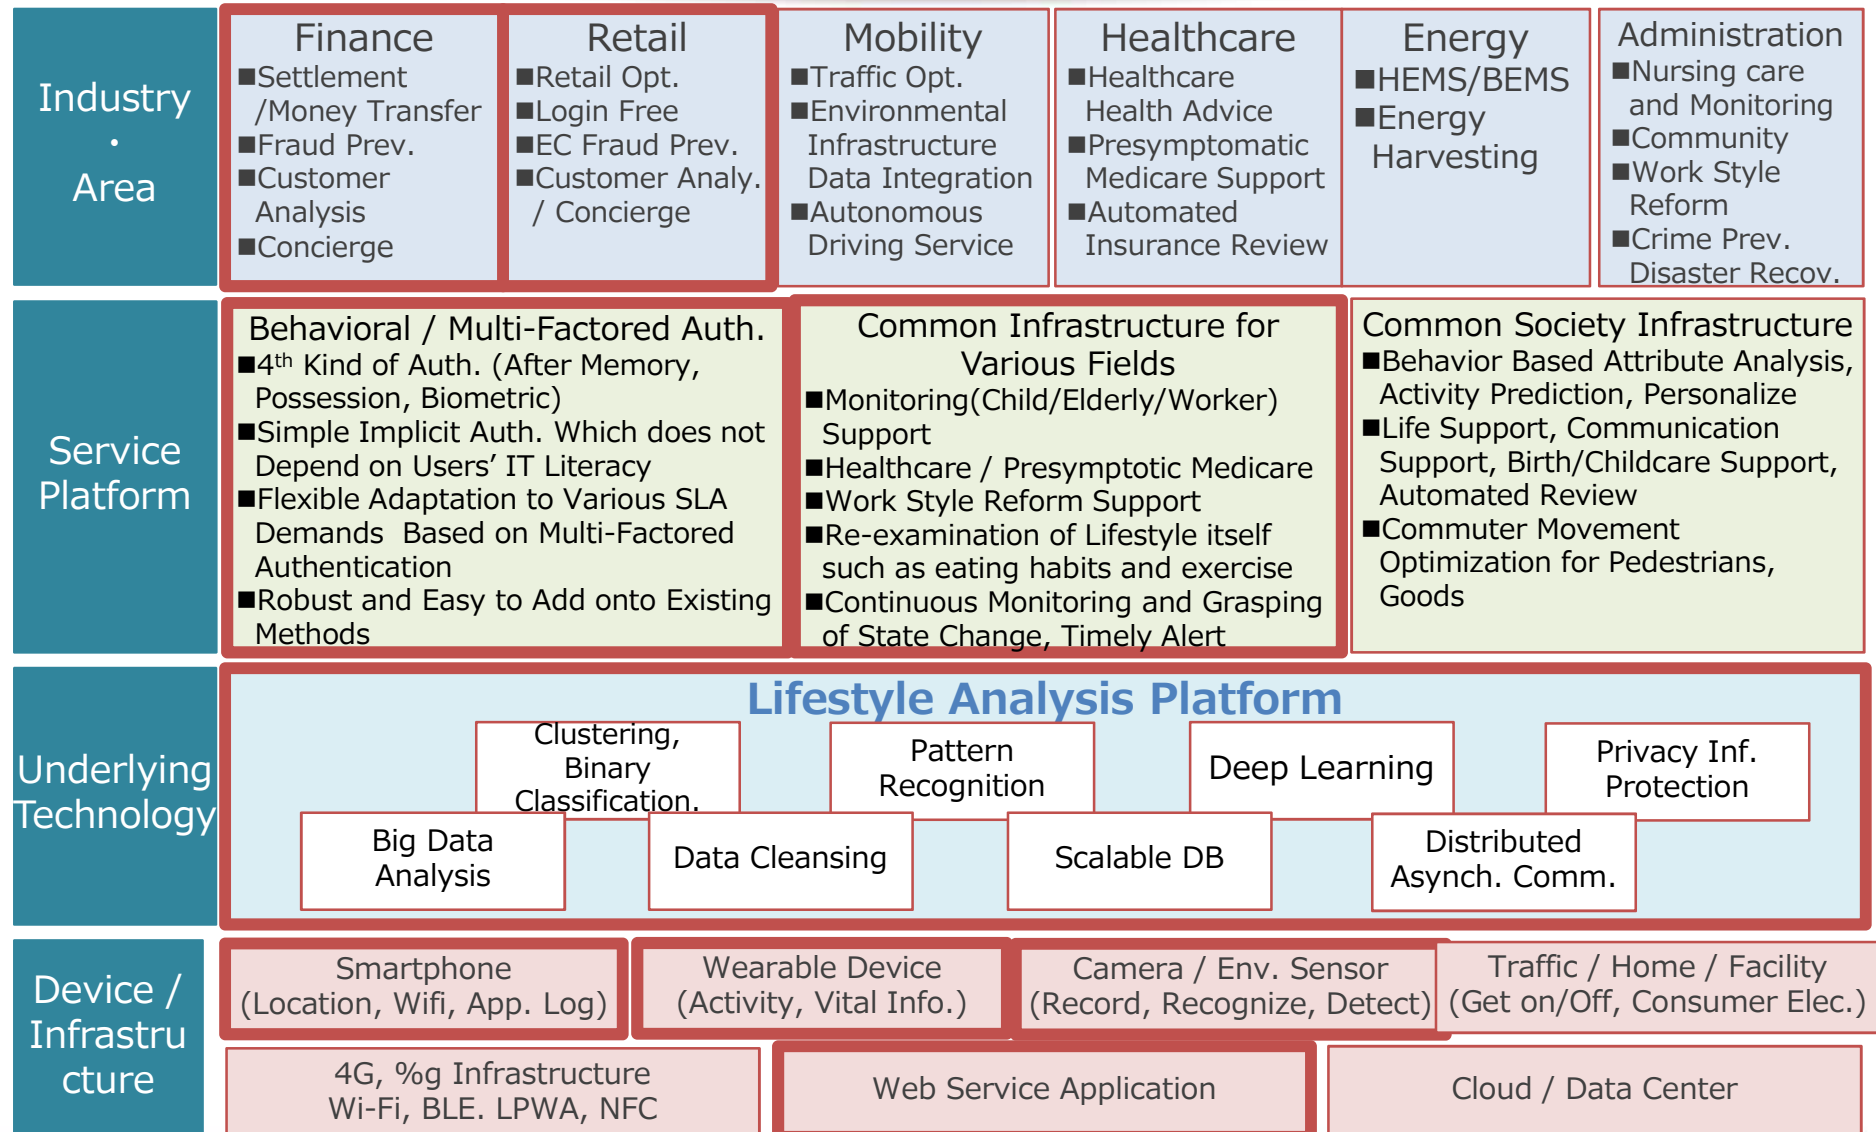 Industry
・
Area
Finance
■Settlement
/Money Transfer
■Fraud Prev.
■Customer
Analysis
■Concierge
Retail
■Retail Opt.
■Login Free
■EC Fraud Prev.
■Customer Analy.
/ Concierge
Mobility
■Traffic Opt.
■Environmental
Infrastructure
Data Integration
■Autonomous
Driving Service
Healthcare
■Healthcare
Health Advice
■Presymptomatic
Medicare Support
■Automated
Insurance Review
Energy
■HEMS/BEMS
■Energy
Harvesting
Administration
■Nursing care
and Monitoring
■Community
■Work Style
Reform
■Crime Prev.
Disaster Recov.
Service
Platform
Behavioral / Multi-Factored Auth.
■4th Kind of Auth. (After Memory,
Possession, Biometric)
■Simple Implicit Auth. Which does not
Depend on Users’ IT Literacy
■Flexible Adaptation to Various SLA
Demands  Based on Multi-Factored
Authentication
■Robust and Easy to Add onto Existing
Methods
Common Infrastructure for
Various Fields
■Monitoring(Child/Elderly/Worker)
Support
■Healthcare / Presymptotic Medicare
■Work Style Reform Support
■Re-examination of Lifestyle itself
such as eating habits and exercise
■Continuous Monitoring and Grasping
of State Change, Timely Alert
Common Society Infrastructure
■Behavior Based Attribute Analysis,
Activity Prediction, Personalize
■Life Support, Communication
Support, Birth/Childcare Support,
Automated Review
■Commuter Movement
Optimization for Pedestrians,
Goods
Underlying
Technology
Lifestyle Analysis Platform
Clustering,
Binary
Classification.
Pattern
Recognition
Deep Learning
Privacy Inf.
Protection
Big Data
Analysis
Data Cleansing
Scalable DB
Distributed
Asynch. Comm.
Device /
Infrastru
cture
Smartphone
(Location, Wifi, App. Log)
Wearable Device
(Activity, Vital Info.)
Camera / Env. Sensor
(Record, Recognize, Detect)
Traffic / Home / Facility
(Get on/Off, Consumer Elec.)
4G, %g Infrastructure
Wi-Fi, BLE. LPWA, NFC
Web Service Application
Cloud / Data Center